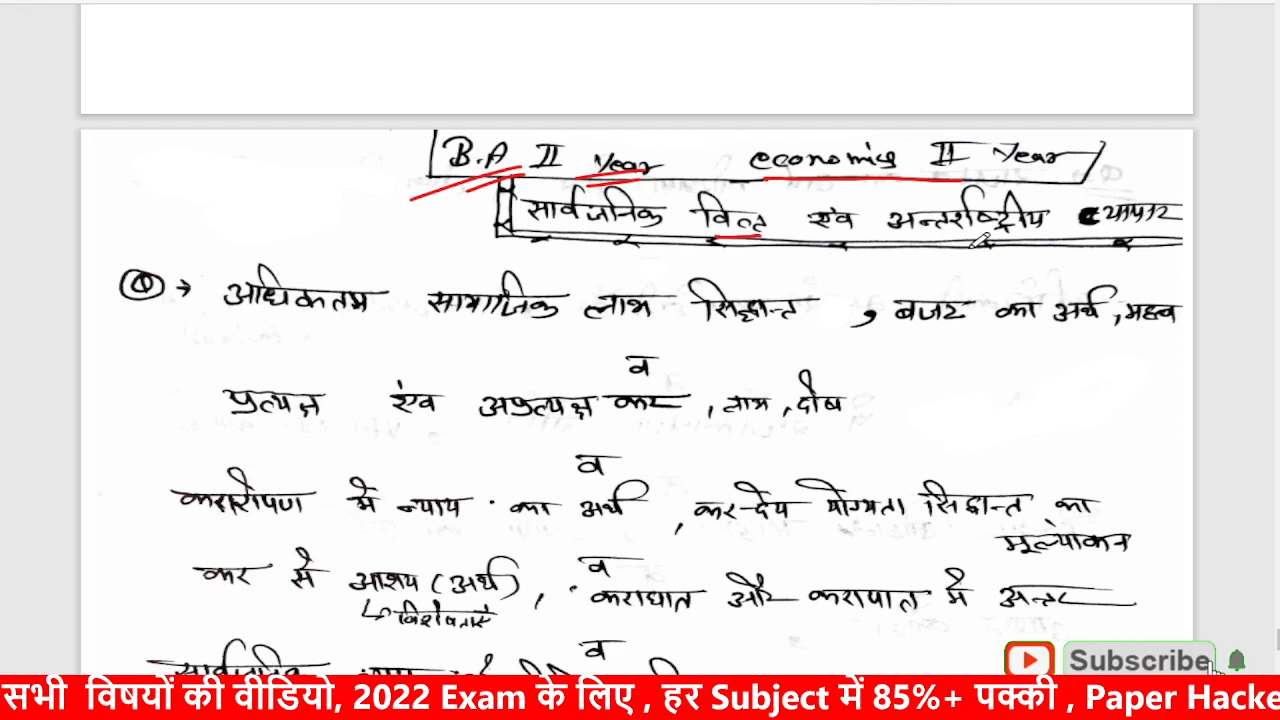 B.A II Year economics II Year
सार्वजनिक वित्त एंव अन्तर्राष्ट्रीय व्यापार
① → अधिकतम सामाजिक लाभ सिद्धान्त , बजट का अर्थ , महत्व
व
प्रत्यक्ष एंव अप्रत्यक्ष कर , लाभ , दोष
व
करारोपण मे न्याय का अर्थ , कर-देय योग्यता सिद्धान्त का
मूल्यांकन
व
कर से आशय (अर्थ) , कराघात और करापात मे अन्तर
↳ विशेषताएं
व
सार्वजनिक
Subscribe
सभी विषयों की वीडियो, 2022 Exam के लिए , हर Subject में 85%+ पक्की , Paper Hacke